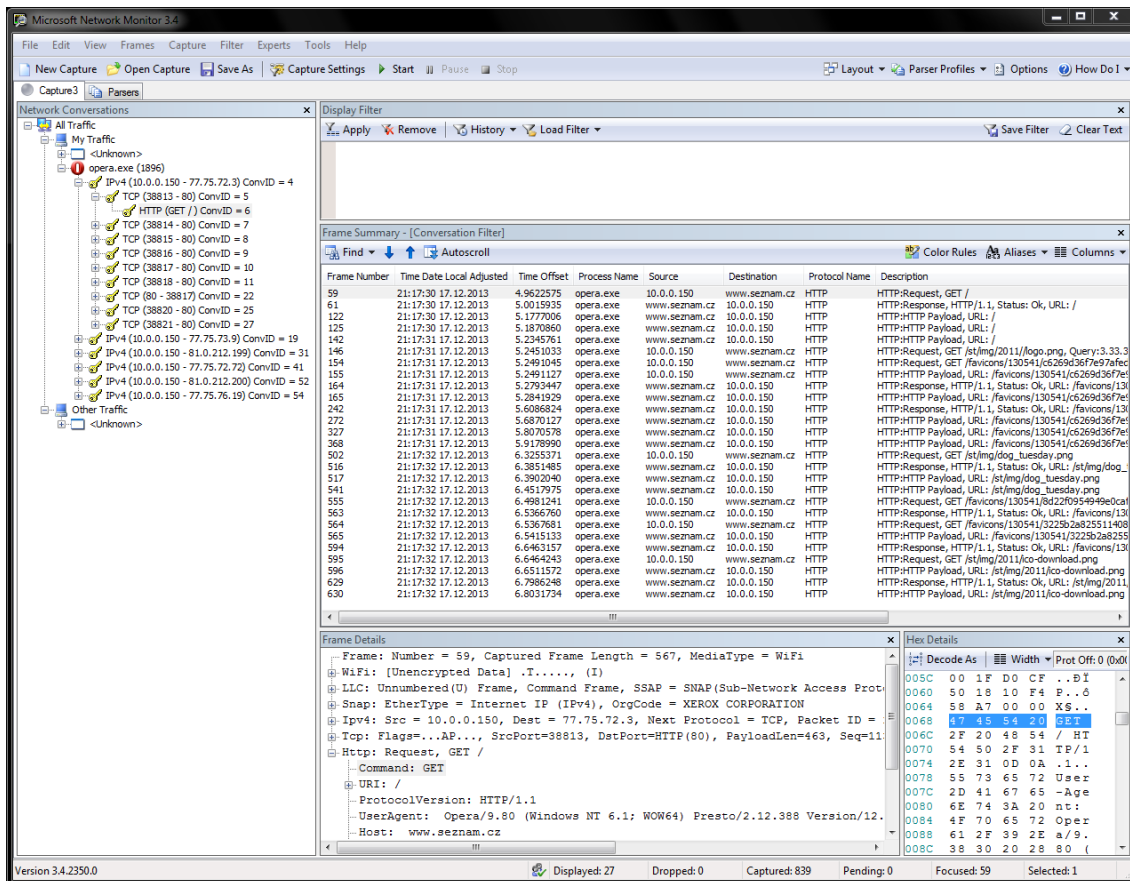 Microsoft Network Monitor 3.4
File Edit View Frames Capture Filter Experts Tools Help
New Capture Open Capture Save As Capture Settings Start Pause Stop Layout Parser Profiles Options How Do I
Capture3 Parsers
Network Conversations
All Traffic
My Traffic
<Unknown>
opera.exe (1896)
IPv4 (10.0.0.150 - 77.75.72.3) ConvID = 4
TCP (38813 - 80) ConvID = 5
HTTP (GET / ) ConvID = 6
TCP (38814 - 80) ConvID = 7
TCP (38815 - 80) ConvID = 8
TCP (38816 - 80) ConvID = 9
TCP (38817 - 80) ConvID = 10
TCP (38818 - 80) ConvID = 11
TCP (80 - 38817) ConvID = 22
TCP (38820 - 80) ConvID = 25
TCP (38821 - 80) ConvID = 27
IPv4 (10.0.0.150 - 77.75.73.9) ConvID = 19
IPv4 (10.0.0.150 - 81.0.212.199) ConvID = 31
IPv4 (10.0.0.150 - 77.75.72.72) ConvID = 41
IPv4 (10.0.0.150 - 81.0.212.200) ConvID = 52
IPv4 (10.0.0.150 - 77.75.76.19) ConvID = 54
Other Traffic
<Unknown>
Display Filter
Apply Remove History Load Filter Save Filter Clear Text
Frame Summary - [Conversation Filter]
Find Autoscroll Color Rules Aliases Columns
Frame Number Time Date Local Adjusted Time Offset Process Name Source Destination Protocol Name Description
59 21:17:30 17.12.2013 4.9622575 opera.exe 10.0.0.150 www.seznam.cz HTTP HTTP:Request, GET /
61 21:17:30 17.12.2013 5.0015935 opera.exe www.seznam.cz 10.0.0.150 HTTP HTTP:Response, HTTP/1.1, Status: Ok, URL: /
122 21:17:30 17.12.2013 5.1777006 opera.exe www.seznam.cz 10.0.0.150 HTTP HTTP:HTTP Payload, URL: /
125 21:17:30 17.12.2013 5.1870860 opera.exe www.seznam.cz 10.0.0.150 HTTP HTTP:HTTP Payload, URL: /
142 21:17:31 17.12.2013 5.2345761 opera.exe www.seznam.cz 10.0.0.150 HTTP HTTP:HTTP Payload, URL: /
146 21:17:31 17.12.2013 5.2451033 opera.exe 10.0.0.150 www.seznam.cz HTTP HTTP:Request, GET /st/img/2011//logo.png, Query:3.33.3
154 21:17:31 17.12.2013 5.2491045 opera.exe 10.0.0.150 www.seznam.cz HTTP HTTP:Request, GET /favicons/130541/c6269d36f7e97afec
155 21:17:31 17.12.2013 5.2491127 opera.exe 10.0.0.150 www.seznam.cz HTTP HTTP:HTTP Payload, URL: /favicons/130541/c6269d36f7e9
164 21:17:31 17.12.2013 5.2793447 opera.exe www.seznam.cz 10.0.0.150 HTTP HTTP:Response, HTTP/1.1, Status: Ok, URL: /favicons/130
165 21:17:31 17.12.2013 5.2841929 opera.exe www.seznam.cz 10.0.0.150 HTTP HTTP:HTTP Payload, URL: /favicons/130541/c6269d36f7e9
242 21:17:31 17.12.2013 5.6086824 opera.exe www.seznam.cz 10.0.0.150 HTTP HTTP:Response, HTTP/1.1, Status: Ok, URL: /favicons/130
272 21:17:31 17.12.2013 5.6870127 opera.exe www.seznam.cz 10.0.0.150 HTTP HTTP:HTTP Payload, URL: /favicons/130541/c6269d36f7e9
327 21:17:31 17.12.2013 5.8070578 opera.exe www.seznam.cz 10.0.0.150 HTTP HTTP:HTTP Payload, URL: /favicons/130541/c6269d36f7e9
368 21:17:31 17.12.2013 5.9178990 opera.exe www.seznam.cz 10.0.0.150 HTTP HTTP:HTTP Payload, URL: /favicons/130541/c6269d36f7e9
502 21:17:32 17.12.2013 6.3255371 opera.exe 10.0.0.150 www.seznam.cz HTTP HTTP:Request, GET /st/img/dog_tuesday.png
516 21:17:32 17.12.2013 6.3851485 opera.exe www.seznam.cz 10.0.0.150 HTTP HTTP:Response, HTTP/1.1, Status: Ok, URL: /st/img/dog_
517 21:17:32 17.12.2013 6.3902040 opera.exe www.seznam.cz 10.0.0.150 HTTP HTTP:HTTP Payload, URL: /st/img/dog_tuesday.png
541 21:17:32 17.12.2013 6.4517975 opera.exe www.seznam.cz 10.0.0.150 HTTP HTTP:HTTP Payload, URL: /st/img/dog_tuesday.png
555 21:17:32 17.12.2013 6.4981241 opera.exe 10.0.0.150 www.seznam.cz HTTP HTTP:Request, GET /favicons/130541/8d22f0954949e0caf
563 21:17:32 17.12.2013 6.5366760 opera.exe www.seznam.cz 10.0.0.150 HTTP HTTP:Response, HTTP/1.1, Status: Ok, URL: /favicons/130
564 21:17:32 17.12.2013 6.5367681 opera.exe 10.0.0.150 www.seznam.cz HTTP HTTP:Request, GET /favicons/130541/3225b2a825511408
565 21:17:32 17.12.2013 6.5415133 opera.exe www.seznam.cz 10.0.0.150 HTTP HTTP:HTTP Payload, URL: /favicons/130541/3225b2a8255
594 21:17:32 17.12.2013 6.6463157 opera.exe www.seznam.cz 10.0.0.150 HTTP HTTP:Response, HTTP/1.1, Status: Ok, URL: /favicons/130
595 21:17:32 17.12.2013 6.6464243 opera.exe 10.0.0.150 www.seznam.cz HTTP HTTP:Request, GET /st/img/2011/ico-download.png
596 21:17:32 17.12.2013 6.6511572 opera.exe www.seznam.cz 10.0.0.150 HTTP HTTP:HTTP Payload, URL: /st/img/2011/ico-download.png
629 21:17:32 17.12.2013 6.7986248 opera.exe www.seznam.cz 10.0.0.150 HTTP HTTP:Response, HTTP/1.1, Status: Ok, URL: /st/img/2011,
630 21:17:32 17.12.2013 6.8031734 opera.exe www.seznam.cz 10.0.0.150 HTTP HTTP:HTTP Payload, URL: /st/img/2011/ico-download.png
Frame Details
Frame: Number = 59, Captured Frame Length = 567, MediaType = WiFi
WiFi: [Unencrypted Data] .T....., (I)
LLC: Unnumbered(U) Frame, Command Frame, SSAP = SNAP(Sub-Network Access Prot
Snap: EtherType = Internet IP (IPv4), OrgCode = XEROX CORPORATION
Ipv4: Src = 10.0.0.150, Dest = 77.75.72.3, Next Protocol = TCP, Packet ID =
Tcp: Flags=...AP..., SrcPort=38813, DstPort=HTTP(80), PayloadLen=463, Seq=11
Http: Request, GET /
Command: GET
URI: /
ProtocolVersion: HTTP/1.1
UserAgent: Opera/9.80 (Windows NT 6.1; WOW64) Presto/2.12.388 Version/12.
Host: www.seznam.cz
Hex Details
Decode As Width Prot Off: 0 (0x00
005C 00 1F D0 CF ..ÐÏ
0060 50 18 10 F4 P..ô
0064 58 A7 00 00 X§..
0068 47 45 54 20 GET
006C 2F 20 48 54 / HT
0070 54 50 2F 31 TP/1
0074 2E 31 0D 0A .1..
0078 55 73 65 72 User
007C 2D 41 67 65 -Age
0080 6E 74 3A 20 nt:
0084 4F 70 65 72 Oper
0088 61 2F 39 2E a/9.
008C 38 30 20 28 80 (
Version 3.4.2350.0 Displayed: 27 Dropped: 0 Captured: 839 Pending: 0 Focused: 59 Selected: 1